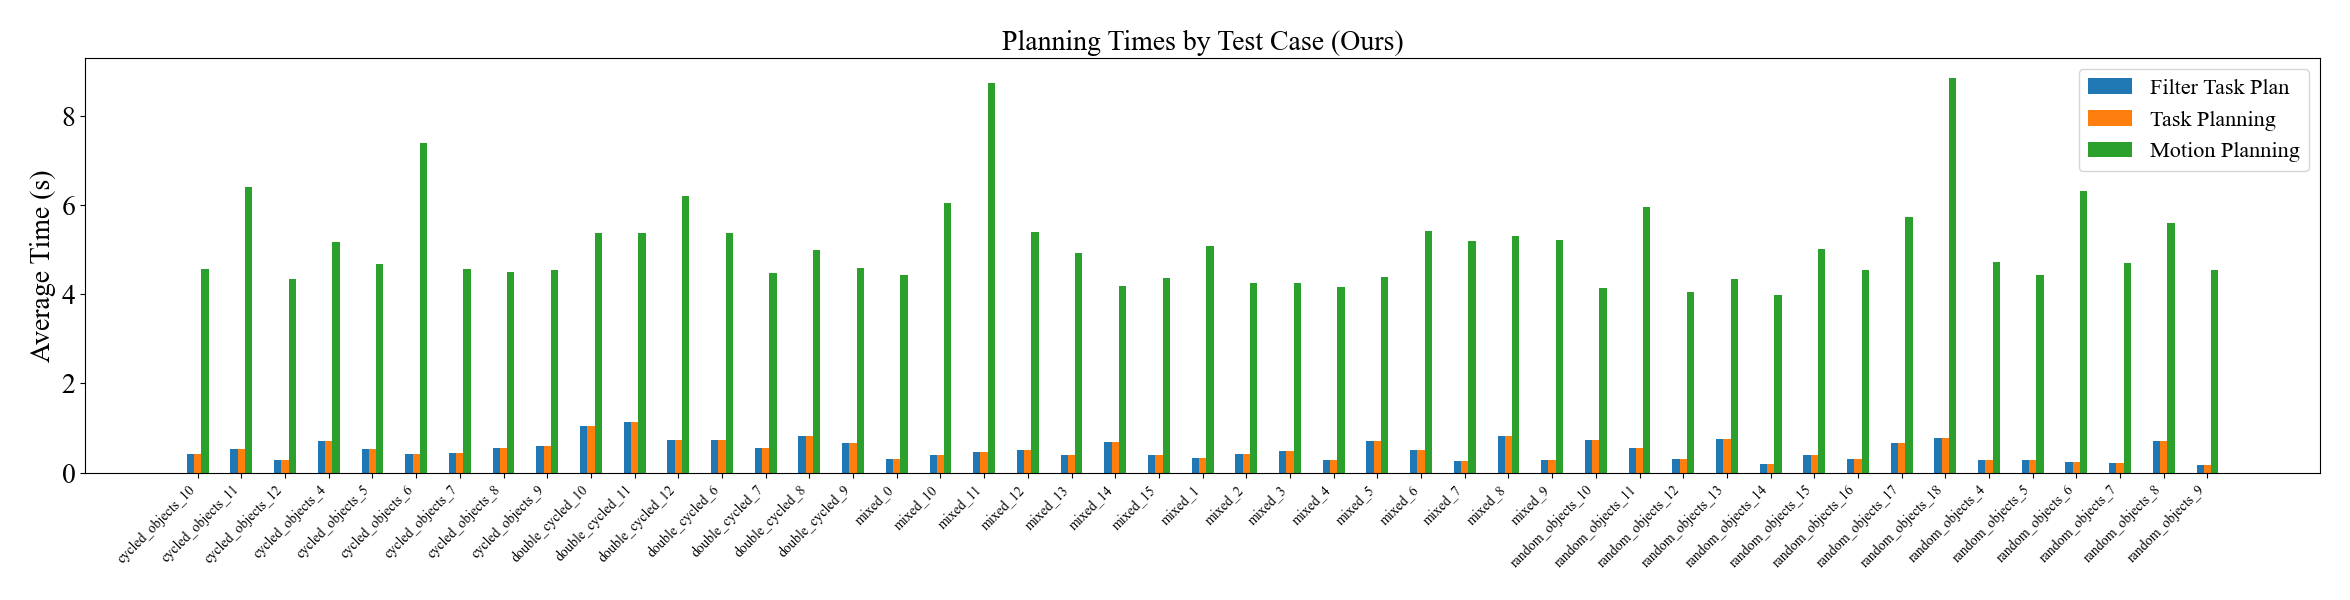 Planning Times by Test Case (Ours)
Filter Task Plan
Task Planning
Motion Planning
Average Time (s)
8
6
4
2
0
cycled_objects_10
cycled_objects_11
cycled_objects_12
cycled_objects_4
cycled_objects_5
cycled_objects_6
cycled_objects_7
cycled_objects_8
cycled_objects_9
double_cycled_10
double_cycled_11
double_cycled_12
double_cycled_6
double_cycled_7
double_cycled_8
double_cycled_9
mixed_0
mixed_10
mixed_11
mixed_12
mixed_13
mixed_14
mixed_15
mixed_1
mixed_2
mixed_3
mixed_4
mixed_5
mixed_6
mixed_7
mixed_8
mixed_9
random_objects_10
random_objects_11
random_objects_12
random_objects_13
random_objects_14
random_objects_15
random_objects_16
random_objects_17
random_objects_18
random_objects_4
random_objects_5
random_objects_6
random_objects_7
random_objects_8
random_objects_9